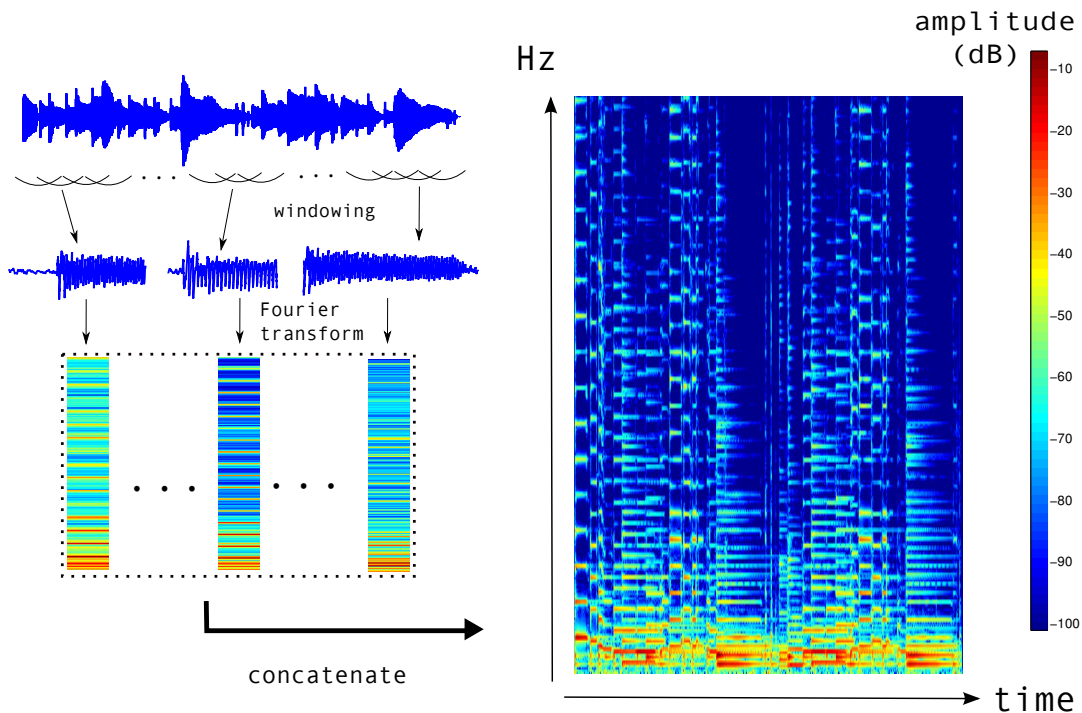 amplitude
(dB)
Hz
windowing
Fourier
transform
concatenate
time
-10
-20
-30
-40
-50
-60
-70
-80
-90
-100